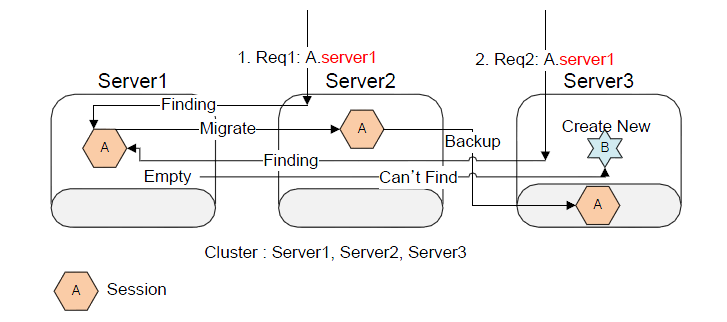 1. Req1: A.server1
2. Req2: A.server1
Server1
Server2
Server3
Finding
Migrate
A
A
Create New
B
Backup
Finding
Empty
Can't Find
A
Cluster : Server1, Server2, Server3
A
Session